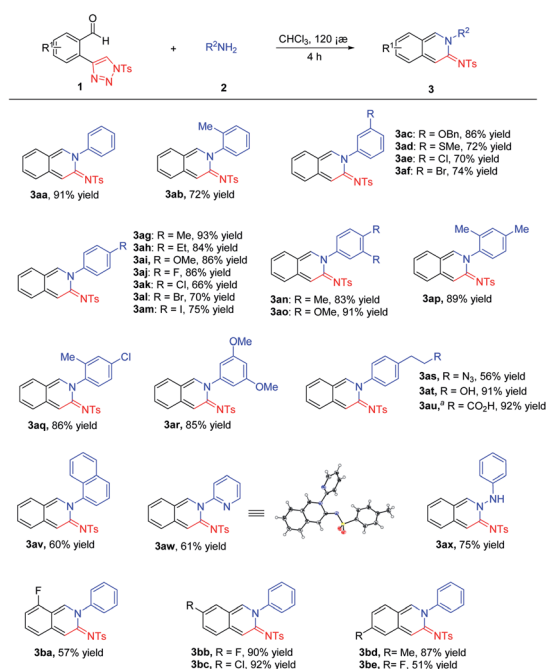 O
H
N
Ts
R¹
N
N
+
R²NH₂
CHCl₃, 120 ¡æ
4 h
R¹
N
R²
NTs
1
2
3
N
NTs
3aa, 91% yield
Me
N
NTs
3ab, 72% yield
R
N
NTs
3ac: R = OBn, 86% yield
3ad: R = SMe, 72% yield
3ae: R = Cl, 70% yield
3af: R = Br, 74% yield
R
N
NTs
3ag: R = Me, 93% yield
3ah: R = Et, 84% yield
3ai, R = OMe, 86% yield
3aj: R = F, 86% yield
3ak: R = Cl, 66% yield
3al: R = Br, 70% yield
3am: R = I, 75% yield
R
R
N
NTs
3an: R = Me, 83% yield
3ao: R = OMe, 91% yield
Me
Me
N
NTs
3ap, 89% yield
Me
Cl
N
NTs
3aq, 86% yield
OMe
OMe
N
NTs
3ar, 85% yield
R
N
NTs
3as, R = N₃, 56% yield
3at, R = OH, 91% yield
3au,ᵃ R = CO₂H, 92% yield
N
NTs
3av, 60% yield
N
N
NTs
3aw, 61% yield
≡
NH
N
NTs
3ax, 75% yield
F
N
NTs
3ba, 57% yield
R
N
NTs
3bb, R = F, 90% yield
3bc, R = Cl, 92% yield
R
N
NTs
3bd, R= Me, 87% yield
3be, R = F, 51% yield